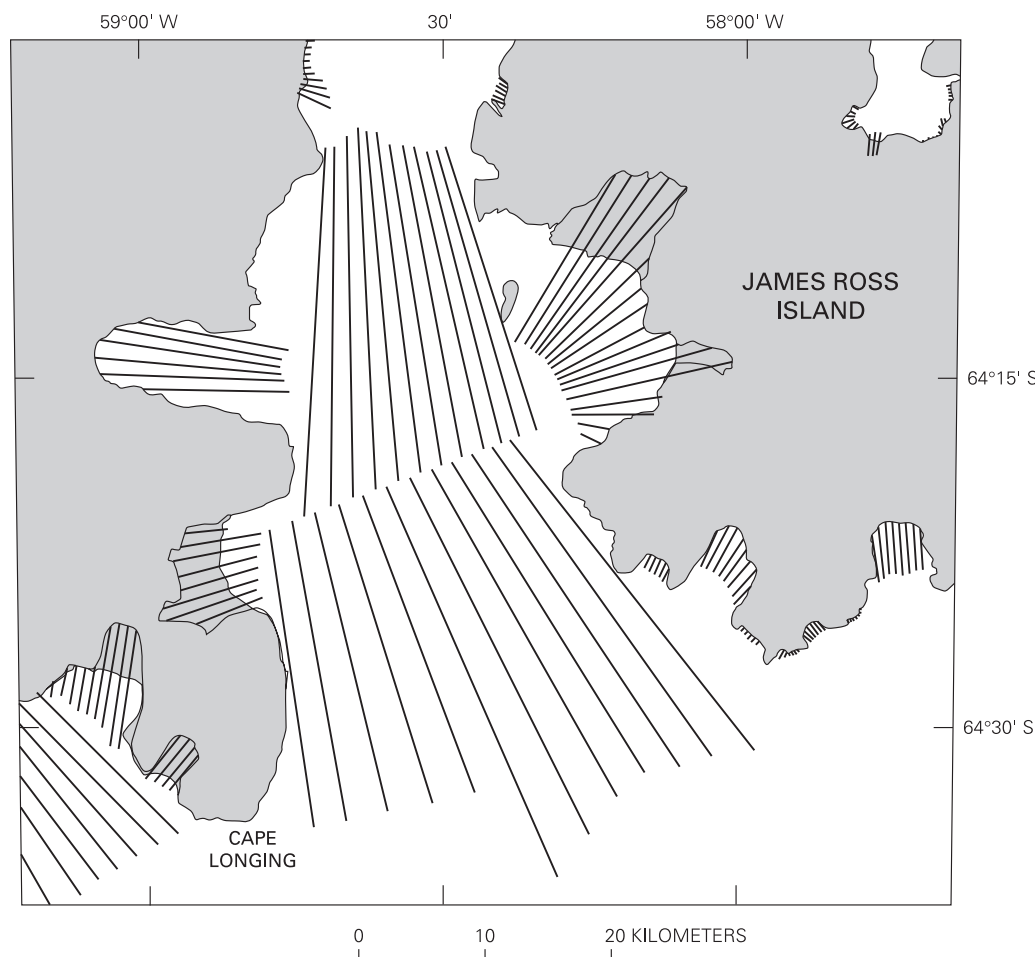 59°00' W
30'
58°00' W
JAMES ROSS
ISLAND
64°15' S
64°30' S
CAPE
LONGING
0 10 20 KILOMETERS